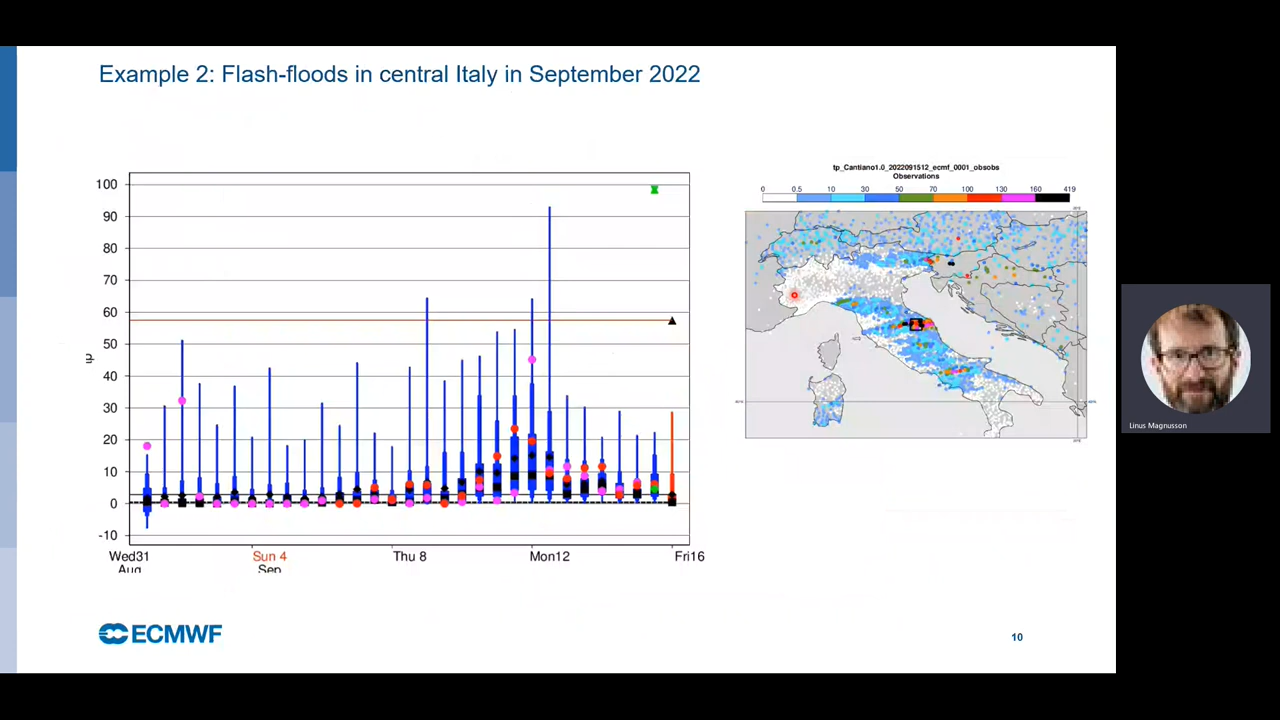 Example 2: Flash-floods in central Italy in September 2022
tp_Cantiano1.0_2022091512_ecmf_0001_obsobs
Observations
0 0.5 10 30 50 70 100 130 160 419
100
90
80
70
60
50
40
30
20
10
0
-10
tp
Wed31 Sun 4 Thu 8 Mon12 Fri16
Aug Sep
Linus Magnusson
ECMWF
10